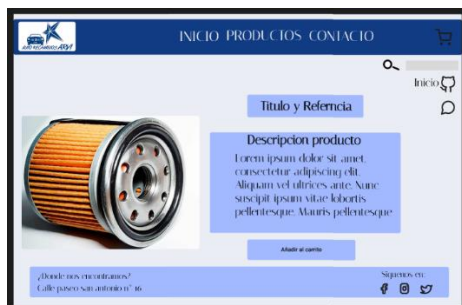 AUTO RECAMBIOS ARYI
INICIO PRODUCTOS CONTACTO
Inicio
Titulo y Referncia
Descripcion producto
Lorem ipsum dolor sit amet,
consectetur adipiscing elit.
Aliquam vel ultrices ante. Nunc
suscipit ipsum vitae lobortis
pellentesque. Mauris pellentesque
Añadir al carrito
¿Donde nos encontramos?
Calle paseo san antonio nº 16
Siguenos en: